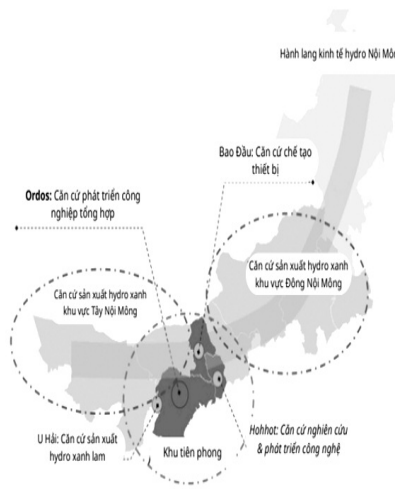 Hành lang kinh tế hydro Nội Môn
Bao Đầu: Căn cứ chế tạo
thiết bị
Ordos: Căn cứ phát triển công
nghiệp tổng hợp
Căn cứ sản xuất hydro xanh
khu vực Đông Nội Mông
Căn cứ sản xuất hydro xanh
khu vực Tây Nội Mông
U Hải: Căn cứ sản xuất
hydro xanh lam
Khu tiên phong
Hohhot: Căn cứ nghiên cứu
& phát triển công nghệ